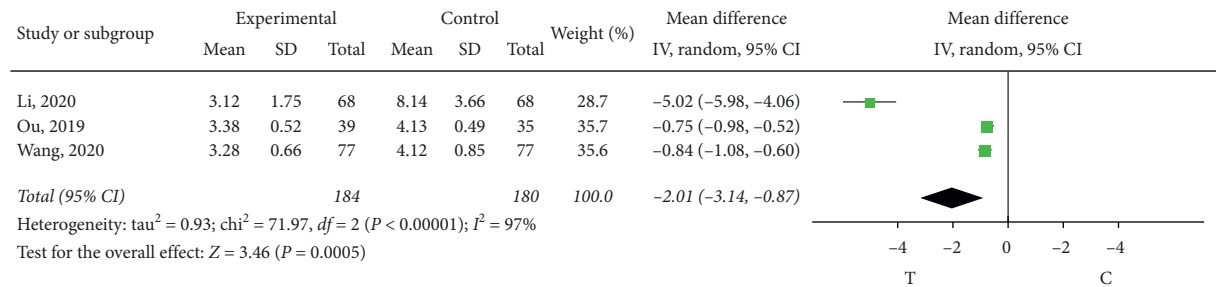 Study or subgroup Experimental Control Weight (%) Mean difference Mean difference
Mean SD Total Mean SD Total IV, random, 95% CI IV, random, 95% CI
Li, 2020 3.12 1.75 68 8.14 3.66 68 28.7 –5.02 (–5.98, –4.06)
Ou, 2019 3.38 0.52 39 4.13 0.49 35 35.7 –0.75 (–0.98, –0.52)
Wang, 2020 3.28 0.66 77 4.12 0.85 77 35.6 –0.84 (–1.08, –0.60)
Total (95% CI) 184 180 100.0 –2.01 (–3.14, –0.87)
Heterogeneity: tau² = 0.93; chi² = 71.97, df = 2 (P < 0.00001); I² = 97%
Test for the overall effect: Z = 3.46 (P = 0.0005)
–4 –2 0 –2 –4
T C